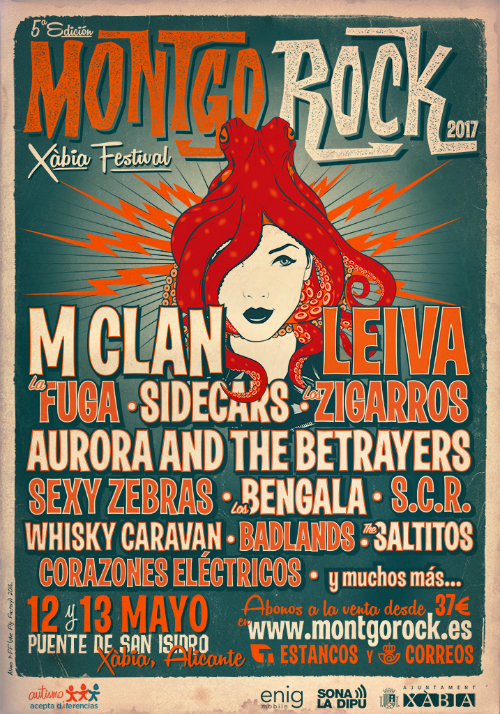 5ª Edición
MONTGO ROCK
2017
Xàbia Festival
M CLAN LEIVA
La FUGA · SIDECARS · Los ZIGARROS
AURORA AND THE BETRAYERS
SEXY ZEBRAS · Los BENGALA · S.C.R.
WHISKY CARAVAN · BADLANDS · The SALTITOS
CORAZONES ELÉCTRICOS · y muchos más...
12 y 13 MAYO
PUENTE DE SAN ISIDRO
Xàbia, Alicante
Abonos a la venta desde 37€
en www.montgorock.es
ESTANCOS Y CORREOS
autismo
acepta diferencias
enig
mobile
SONA
LA DIPU
AJUNTAMENT
XÀBIA